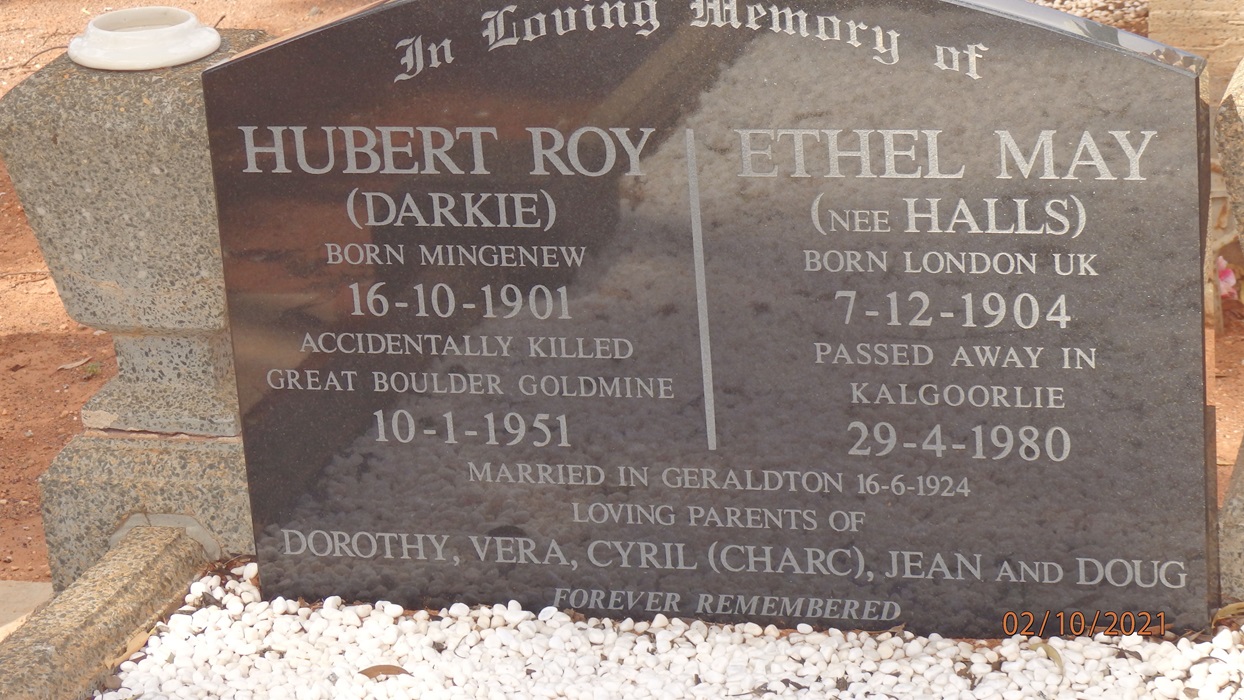 In Loving Memory of
HUBERT ROY
(DARKIE)
BORN MINGENEW
16-10-1901
ACCIDENTALLY KILLED
GREAT BOULDER GOLDMINE
10-1-1951
ETHEL MAY
(NEE HALLS)
BORN LONDON UK
7-12-1904
PASSED AWAY IN
KALGOORLIE
29-4-1980
MARRIED IN GERALDTON 16-6-1924
LOVING PARENTS OF
DOROTHY, VERA, CYRIL (CHARC), JEAN AND DOUG
FOREVER REMEMBERED
02/10/2021